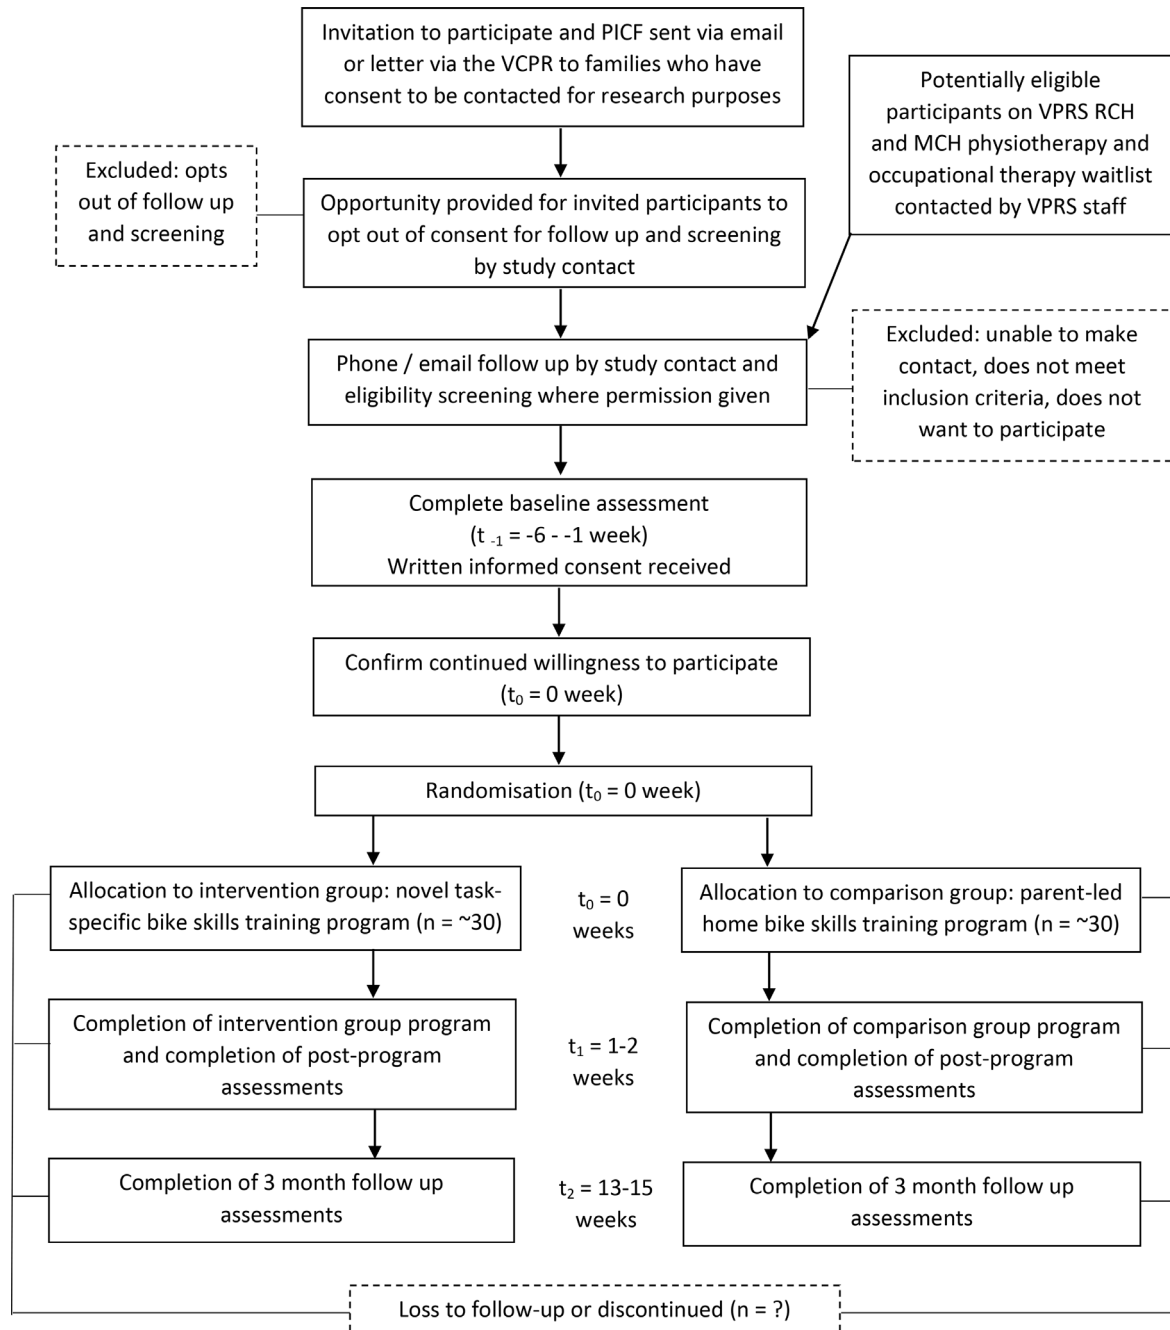 Invitation to participate and PICF sent via email
or letter via the VCPR to families who have
consent to be contacted for research purposes
Potentially eligible
participants on VPRS RCH
and MCH physiotherapy and
occupational therapy waitlist
contacted by VPRS staff
Excluded: opts
out of follow up
and screening
Opportunity provided for invited participants to
opt out of consent for follow up and screening
by study contact
Phone / email follow up by study contact and
eligibility screening where permission given
Excluded: unable to make
contact, does not meet
inclusion criteria, does not
want to participate
Complete baseline assessment
(t -1 = -6 - -1 week)
Written informed consent received
Confirm continued willingness to participate
(t0 = 0 week)
Randomisation (t0 = 0 week)
Allocation to intervention group: novel task-
specific bike skills training program (n = ~30)
t0 = 0
weeks
Allocation to comparison group: parent-led
home bike skills training program (n = ~30)
Completion of intervention group program
and completion of post-program
assessments
t1 = 1-2
weeks
Completion of comparison group program
and completion of post-program
assessments
Completion of 3 month follow up
assessments
t2 = 13-15
weeks
Completion of 3 month follow up
assessments
Loss to follow-up or discontinued (n = ?)